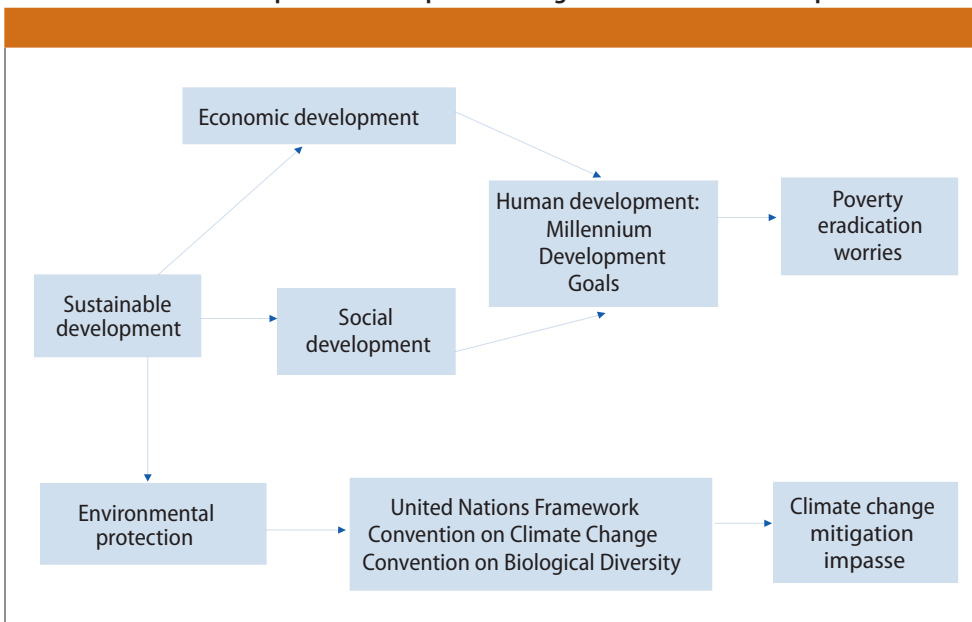 Economic development
Human development:
Millennium
Development
Goals
Poverty
eradication
worries
Sustainable
development
Social
development
Environmental
protection
United Nations Framework
Convention on Climate Change
Convention on Biological Diversity
Climate change
mitigation
impasse